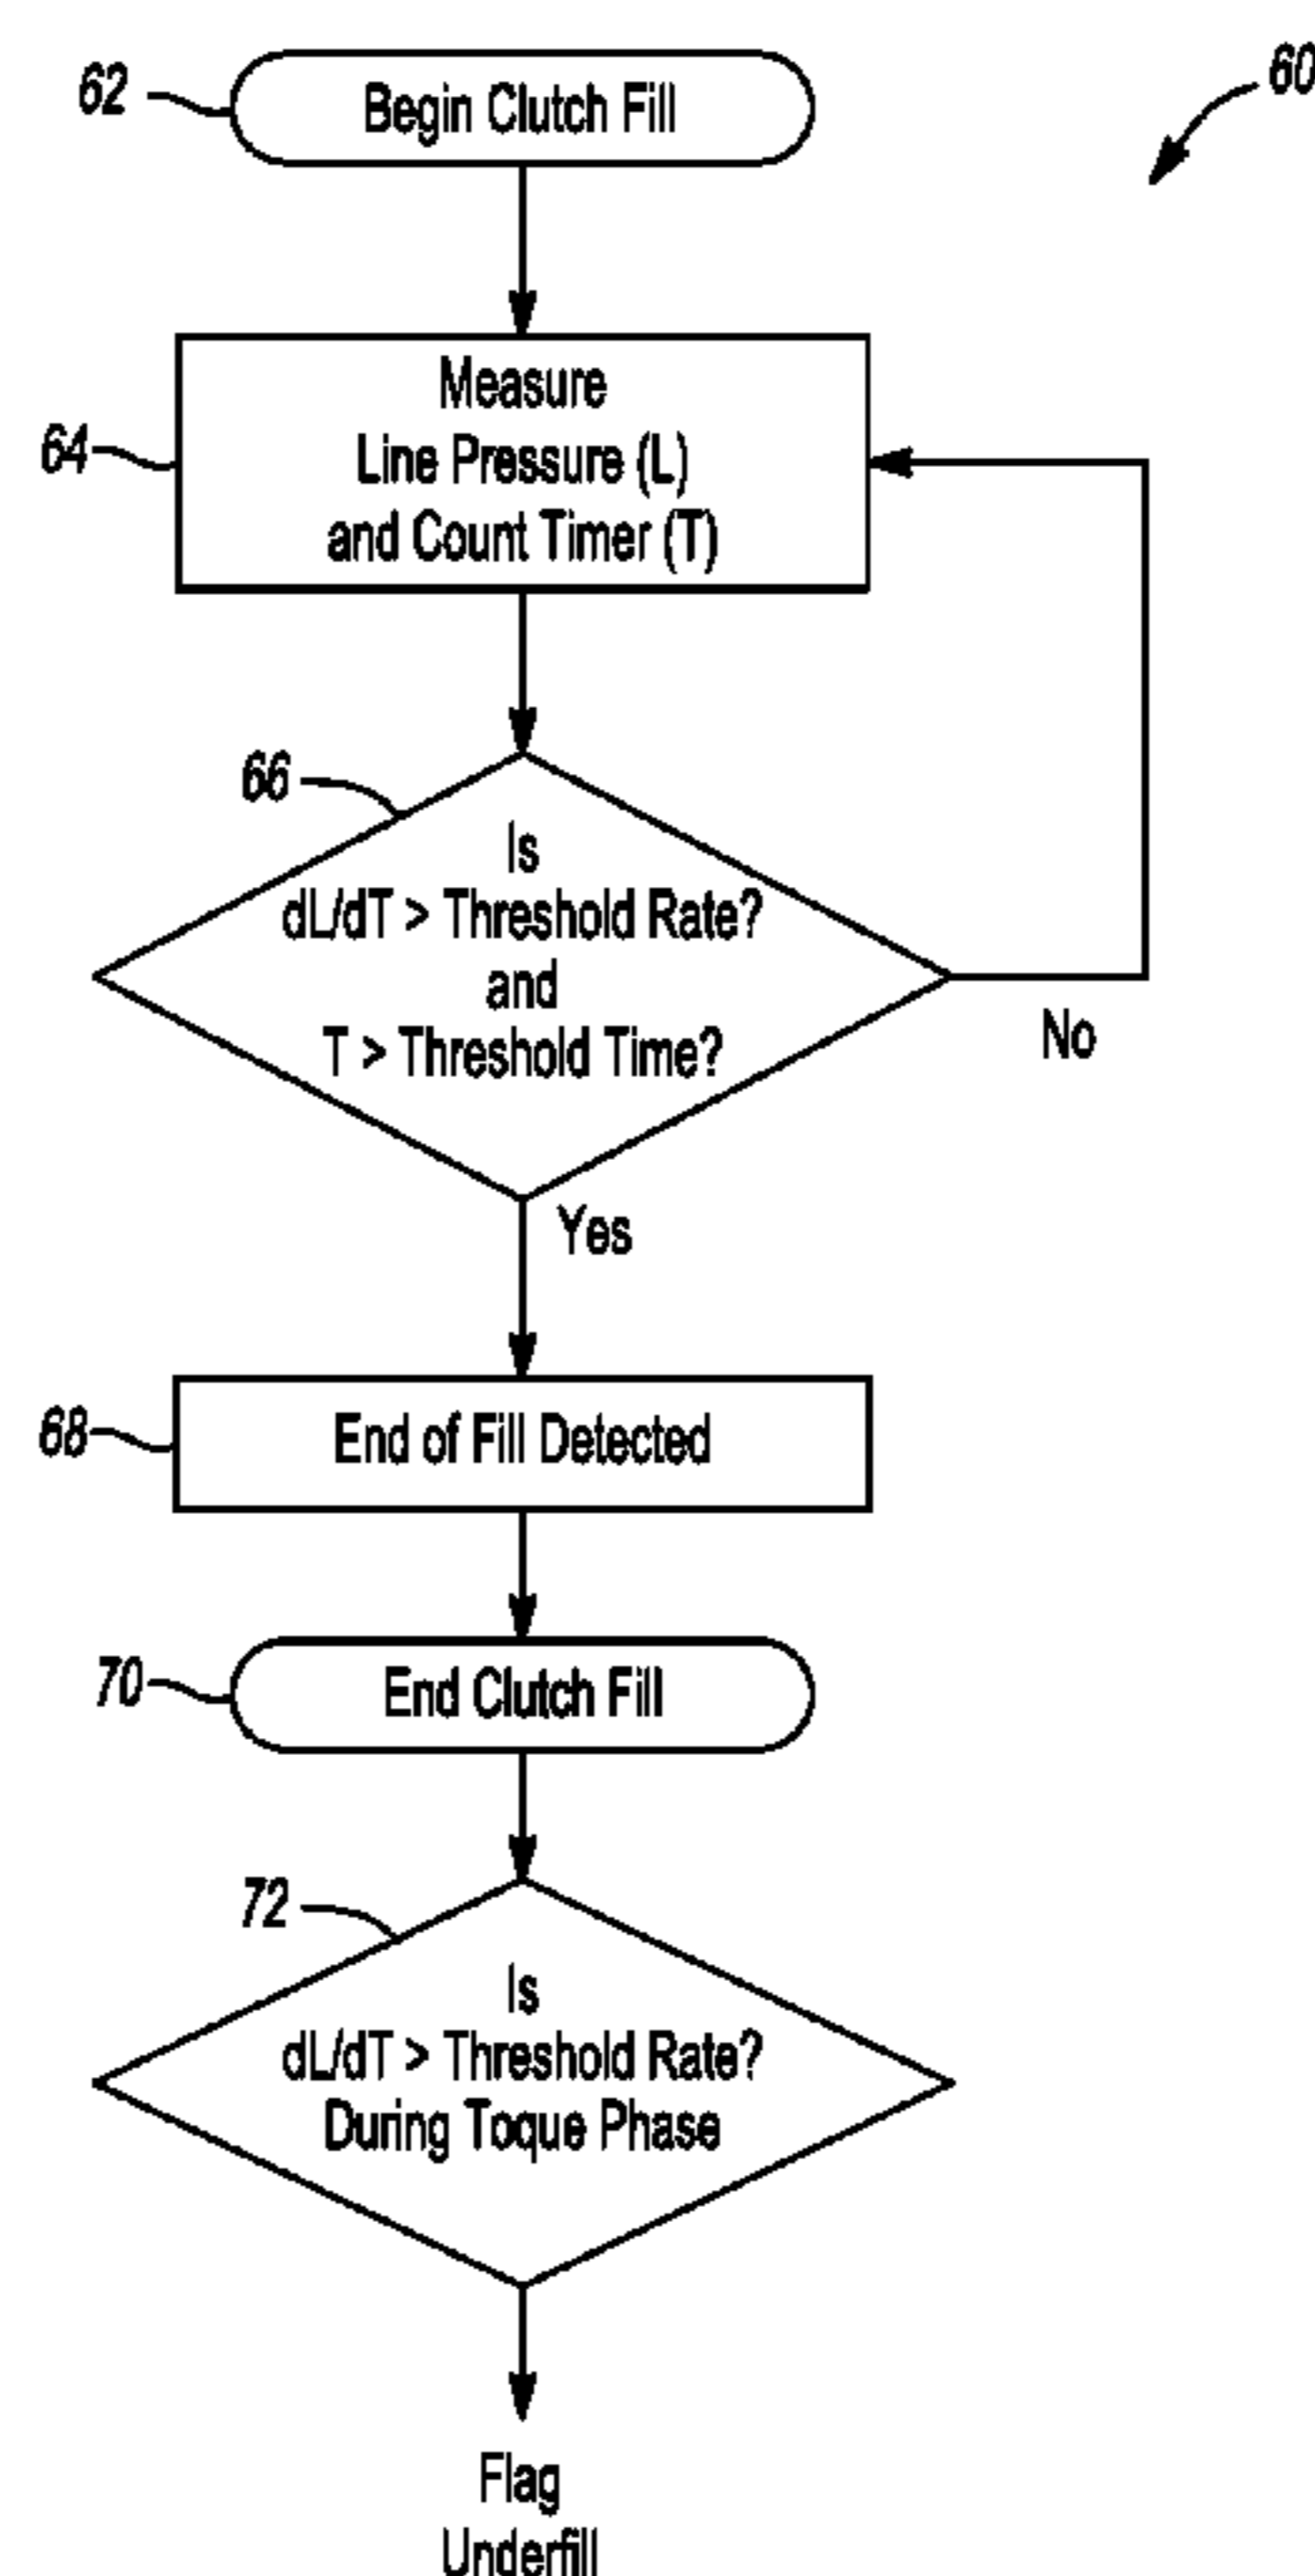 60
62
Begin Clutch Fill
64
Measure
Line Pressure (L)
and Count Timer (T)
66
Is
dL/dT > Threshold Rate?
and
T > Threshold Time?
No
Yes
68
End of Fill Detected
70
End Clutch Fill
72
Is
dL/dT > Threshold Rate?
During Toque Phase
Flag
Underfill